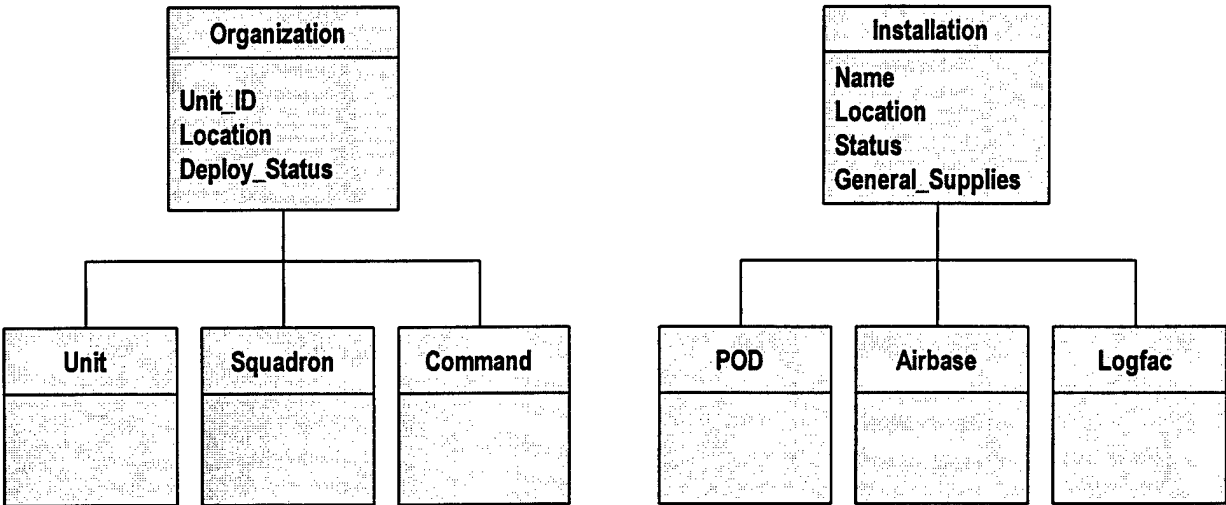 Organization
Unit_ID
Location
Deploy_Status
Unit
Squadron
Command
Installation
Name
Location
Status
General_Supplies
POD
Airbase
Logfac